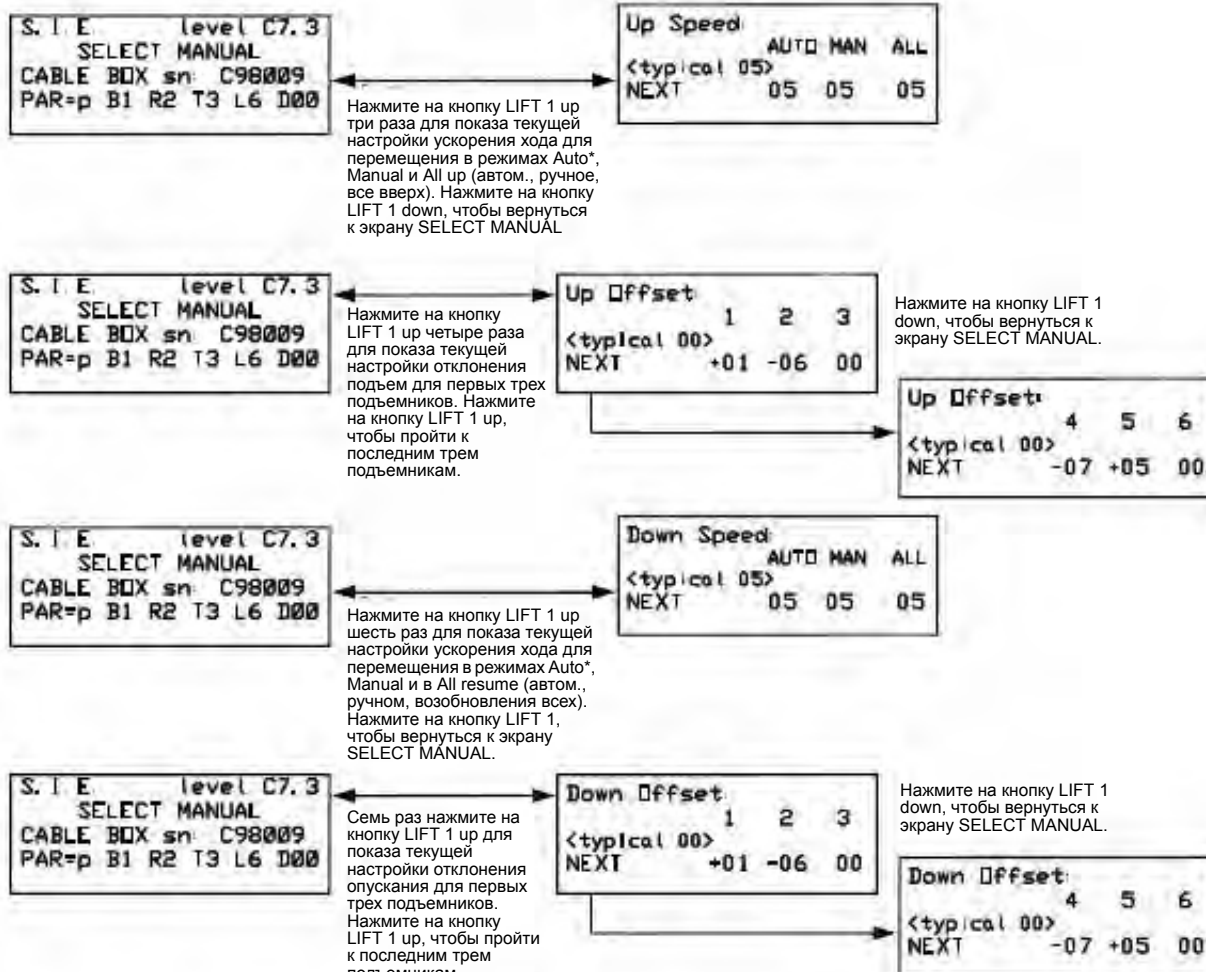 S. I. E. level C7.3
SELECT MANUAL
CABLE BOX sn: C98009
PAR=p B1 R2 T3 L6 D00
Нажмите на кнопку LIFT 1 up
три раза для показа текущей
настройки ускорения хода для
перемещения в режимах Auto*,
Manual и All up (автом., ручное,
все вверх). Нажмите на кнопку
LIFT 1 down, чтобы вернуться
к экрану SELECT MANUAL
Up Speed:
AUTO MAN ALL
<typical 05>
NEXT 05 05 05
S. I. E. level C7.3
SELECT MANUAL
CABLE BOX sn: C98009
PAR=p B1 R2 T3 L6 D00
Нажмите на кнопку
LIFT 1 up четыре раза
для показа текущей
настройки отклонения
подъем для первых трех
подъемников. Нажмите
на кнопку LIFT 1 up,
чтобы пройти к
последним трем
подъемникам.
Up Offset:
1 2 3
<typical 00>
NEXT +01 -06 00
Нажмите на кнопку LIFT 1
down, чтобы вернуться к
экрану SELECT MANUAL.
Up Offset:
4 5 6
<typical 00>
NEXT -07 +05 00
S. I. E. level C7.3
SELECT MANUAL
CABLE BOX sn: C98009
PAR=p B1 R2 T3 L6 D00
Нажмите на кнопку LIFT 1 up
шесть раз для показа текущей
настройки ускорения хода для
перемещения в режимах Auto*,
Manual и в All resume (автом.,
ручном, возобновления всех).
Нажмите на кнопку LIFT 1,
чтобы вернуться к экрану
SELECT MANUAL.
Down Speed:
AUTO MAN ALL
<typical 05>
NEXT 05 05 05
S. I. E. level C7.3
SELECT MANUAL
CABLE BOX sn: C98009
PAR=p B1 R2 T3 L6 D00
Семь раз нажмите на
кнопку LIFT 1 up для
показа текущей
настройки отклонения
опускания для первых
трех подъемников.
Нажмите на кнопку
LIFT 1 up, чтобы пройти
к последним трем
подъемникам
Down Offset:
1 2 3
<typical 00>
NEXT +01 -06 00
Нажмите на кнопку LIFT 1
down, чтобы вернуться к
экрану SELECT MANUAL.
Down Offset:
4 5 6
<typical 00>
NEXT -07 +05 00